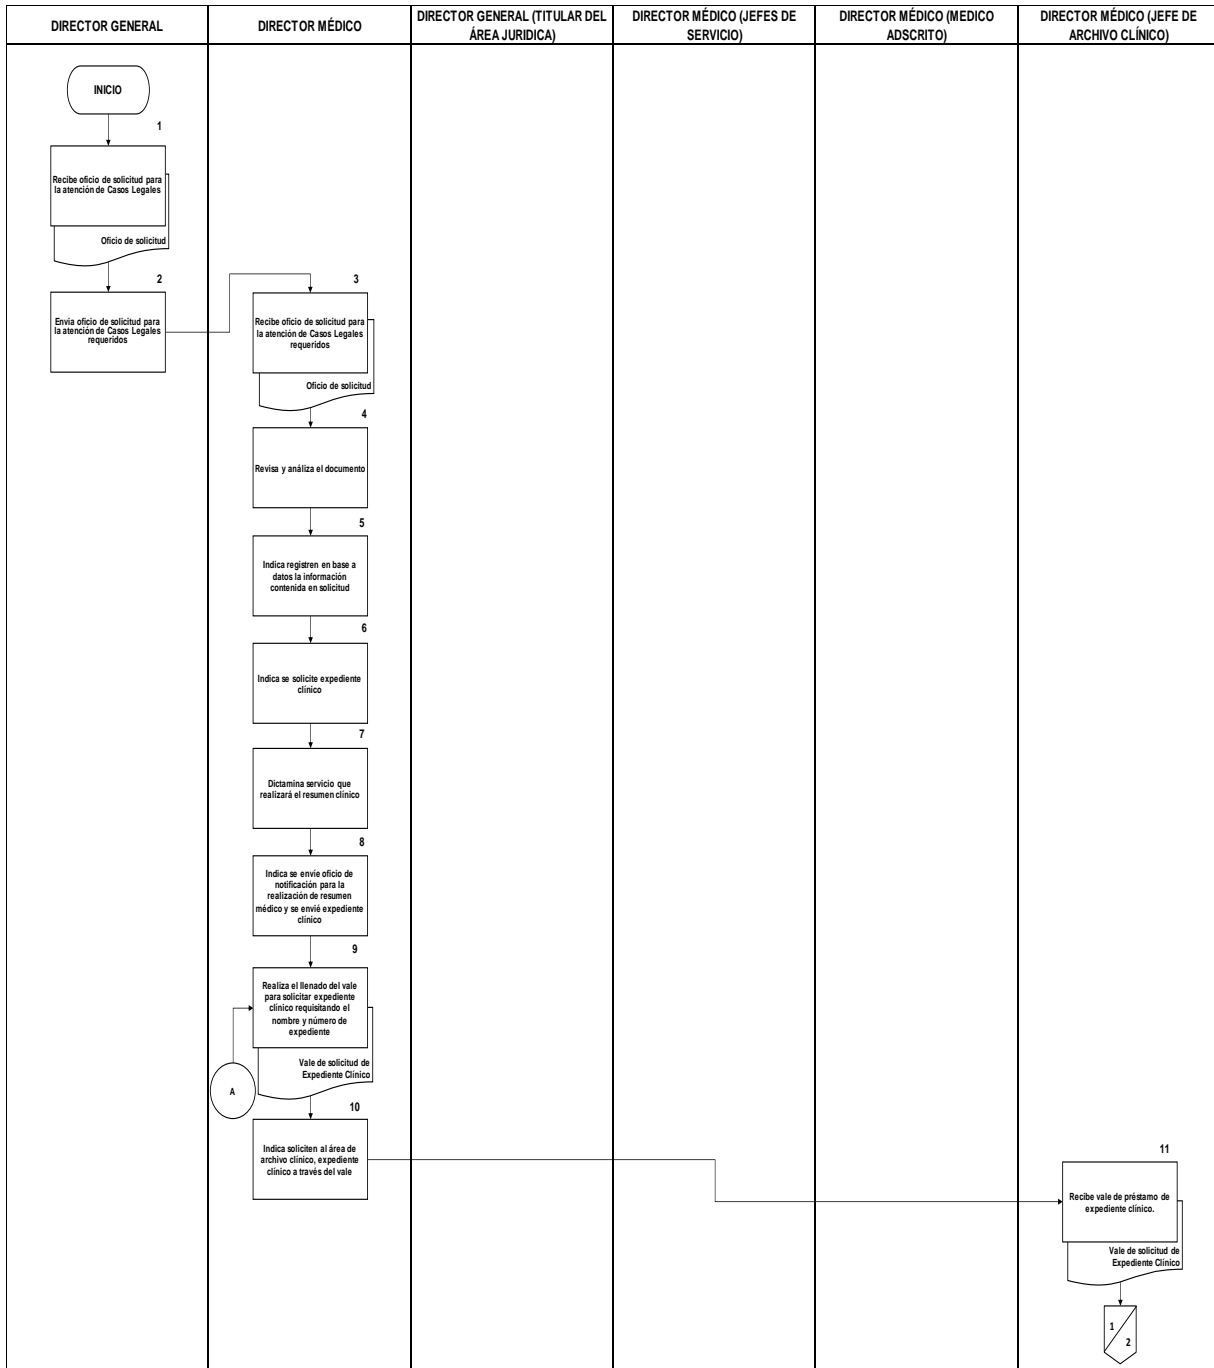 DIRECTOR GENERAL
DIRECTOR MÉDICO
DIRECTOR GENERAL (TITULAR DEL
ÁREA JURIDICA)
DIRECTOR MÉDICO (JEFES DE
SERVICIO)
DIRECTOR MÉDICO (MEDICO
ADSCRITO)
DIRECTOR MÉDICO (JEFE DE
ARCHIVO CLÍNICO)
INICIO
1
Recibe oficio de solicitud para
la atención de Casos Legales
Oficio de solicitud
2
Envia oficio de solicitud para
la atención de Casos Legales
requeridos
3
Recibe oficio de solicitud para
la atención de Casos Legales
requeridos
Oficio de solicitud
4
Revisa y análiza el documento
5
Indica registren en base a
datos la información
contenida en solicitud
6
Indica se solicite expediente
clínico
7
Dictamina servicio que
realizará el resumen clínico
8
Indica se envíe oficio de
notificación para la
realización de resumen
médico y se envié expediente
clínico
9
Realiza el llenado del vale
para solicitar expediente
clínico requisitando el
nombre y número de
expediente
Vale de solicitud de
Expediente Clínico
A
10
Indica soliciten al área de
archivo clínico, expediente
clínico a través del vale
11
Recibe vale de préstamo de
expediente clínico.
Vale de solicitud de
Expediente Clínico
1
2